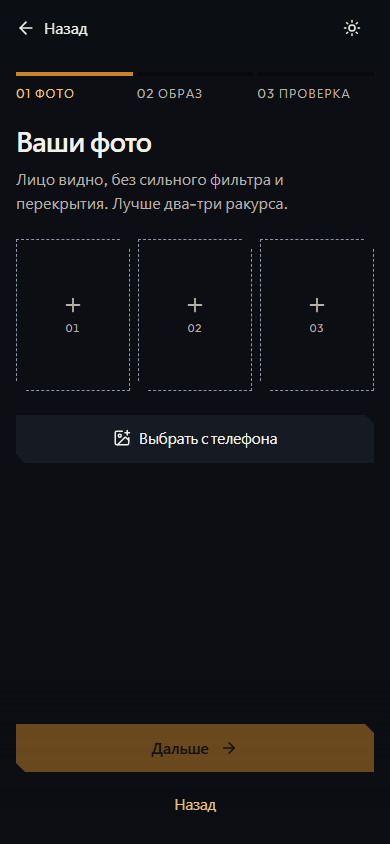 Назад
01 ФОТО
02 ОБРАЗ
03 ПРОВЕРКА
Ваши фото
Лицо видно, без сильного фильтра и
перекрытия. Лучше два-три ракурса.
01
02
03
Выбрать с телефона
Дальше
Назад